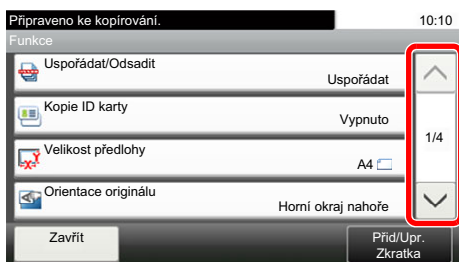 Připraveno ke kopírování.
10:10
Funkce
Uspořádat/Odsadit
Uspořádat
Kopie ID karty
Vypnuto
1/4
Velikost předlohy
A4
Orientace originálu
Horní okraj nahoře
Zavřít
Přid/Upr.
Zkratka